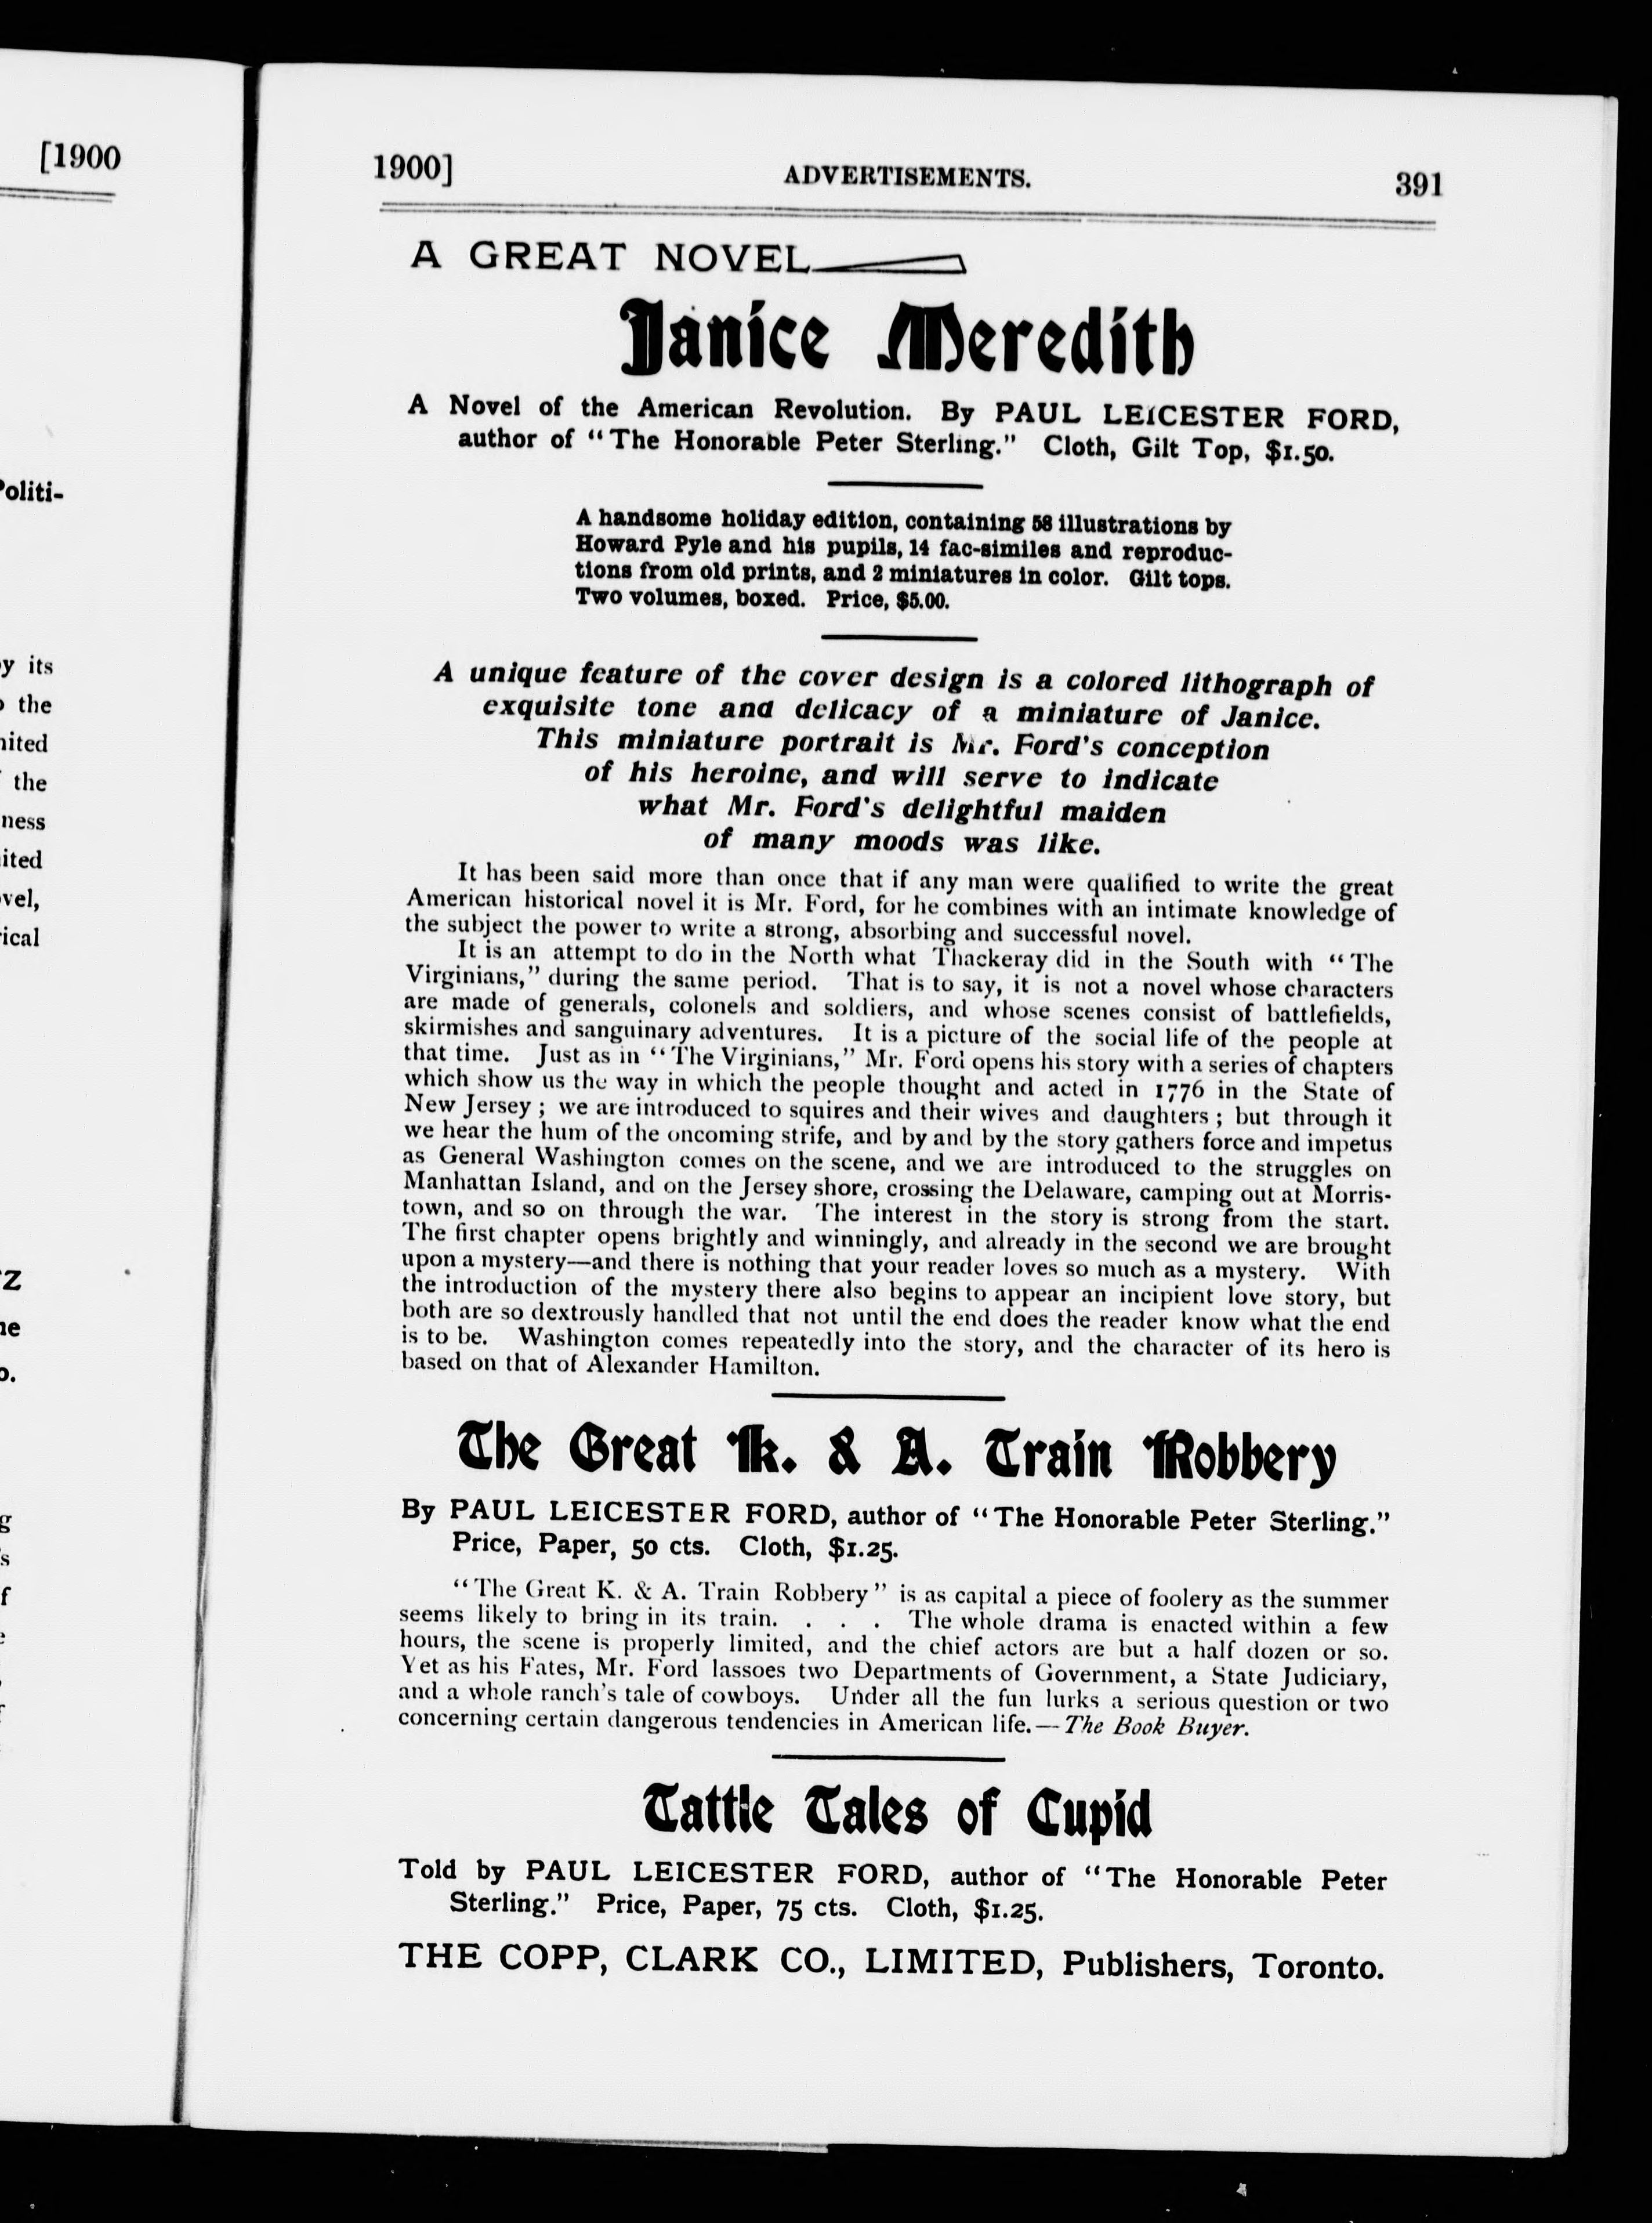 [1900
Politi-
y its
the
the
ness
vel,
1900] ADVERTISEMENTS. 391
A GREAT NOVEL
Janice Meredith
A Novel of the American Revolution. By PAUL LEICESTER FORD,
author of "The Honorable Peter Sterling." Cloth, Gilt Top, $1.50.
A handsome holiday edition, containing 58 illustrations by
Howard Pyle and his pupils, 14 fac-similes and reproduc-
tions from old prints, and 2 miniatures in color. Gilt tops.
Two volumes, boxed. Price, $5.00.
A unique feature of the cover design is a colored lithograph of
exquisite tone and delicacy of a miniature of Janice.
This miniature portrait is Mr. Ford's conception
of his heroine, and will serve to indicate
what Mr. Ford's delightful maiden
of many moods was like.
It has been said more than once that if any man were qualified to write the great
American historical novel it is Mr. Ford, for he combines with an intimate knowledge of
the subject the power to write a strong, absorbing and successful novel.
It is an attempt to do in the North what Thackeray did in the South with "The
Virginians," during the same period. That is to say, it is not a novel whose characters
are made of generals, colonels and soldiers, and whose scenes consist of battlefields,
skirmishes and sanguinary adventures. It is a picture of the social life of the people at
that time. Just as in "The Virginians," Mr. Ford opens his story with a series of chapters
which show us the way in which the people thought and acted in 1776 in the State of
New Jersey; we are introduced to squires and their wives and daughters; but through it
we hear the hum of the oncoming strife, and by and by the story gathers force and impetus
as General Washington comes on the scene, and we are introduced to the struggles on
Manhattan Island, and on the Jersey shore, crossing the Delaware, camping out at Morris-
town, and so on through the war. The interest in the story is strong from the start.
The first chapter opens brightly and winningly, and already in the second we are brought
upon a mystery—and there is nothing that your reader loves so much as a mystery. With
the introduction of the mystery there also begins to appear an incipient love story, but
both are so dextrously handled that not until the end does the reader know what the end
is to be. Washington comes repeatedly into the story, and the character of its hero is
based on that of Alexander Hamilton.
The Great K. & A. Train Robbery
By PAUL LEICESTER FORD, author of "The Honorable Peter Sterling."
Price, Paper, 50 cts. Cloth, $1.25.
"The Great K. & A. Train Robbery" is as capital a piece of foolery as the summer
seems likely to bring in its train. . . . The whole drama is enacted within a few
hours, the scene is properly limited, and the chief actors are but a half dozen or so.
Yet as his Fates, Mr. Ford lassoes two Departments of Government, a State Judiciary,
and a whole ranch's tale of cowboys. Under all the fun lurks a serious question or two
concerning certain dangerous tendencies in American life.—The Book Buyer.
Tattle Tales of Cupid
Told by PAUL LEICESTER FORD, author of "The Honorable Peter
Sterling." Price, Paper, 75 cts. Cloth, $1.25.
THE COPP, CLARK CO., LIMITED, Publishers, Toronto.